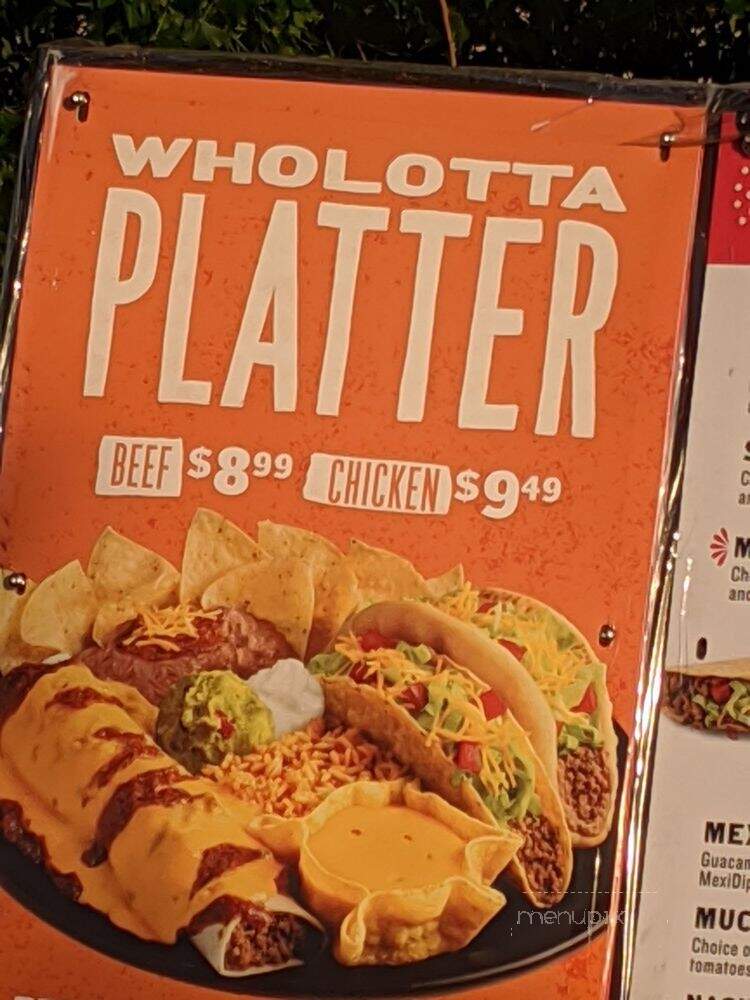 WHOLOTTA
PLATTER
BEEF $8.99 CHICKEN $9.49
MEX
Guacam
MexiDip
MUC
Choice o
tomatoes
menupix